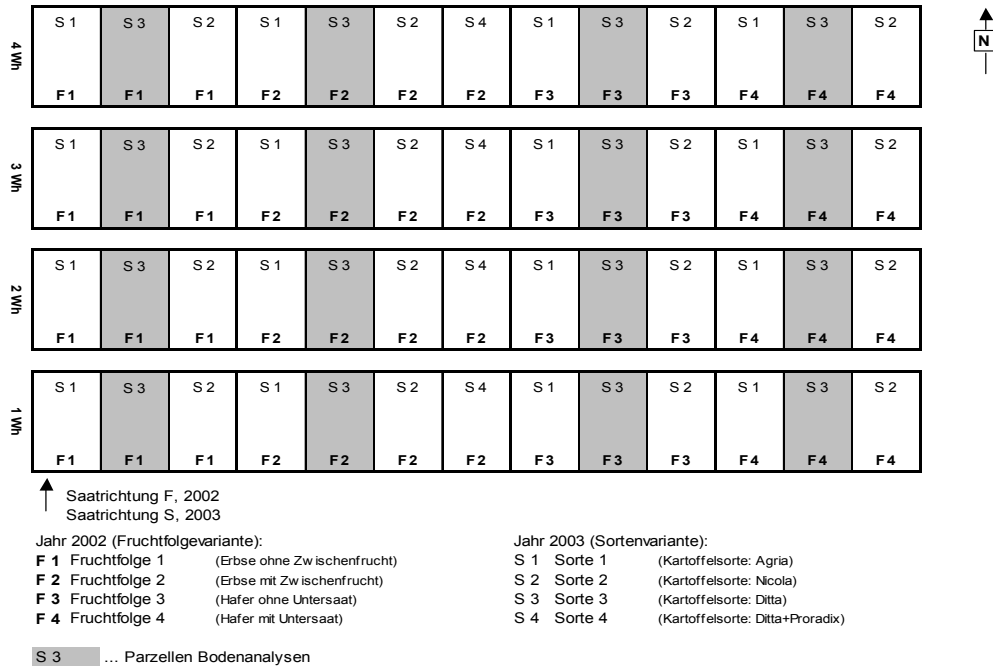 N
4 Wh
S 1 S 3 S 2 S 1 S 3 S 2 S 4 S 1 S 3 S 2 S 1 S 3 S 2
F 1 F 1 F 1 F 2 F 2 F 2 F 2 F 3 F 3 F 3 F 4 F 4 F 4
3 Wh
S 1 S 3 S 2 S 1 S 3 S 2 S 4 S 1 S 3 S 2 S 1 S 3 S 2
F 1 F 1 F 1 F 2 F 2 F 2 F 2 F 3 F 3 F 3 F 4 F 4 F 4
2 Wh
S 1 S 3 S 2 S 1 S 3 S 2 S 4 S 1 S 3 S 2 S 1 S 3 S 2
F 1 F 1 F 1 F 2 F 2 F 2 F 2 F 3 F 3 F 3 F 4 F 4 F 4
1 Wh
S 1 S 3 S 2 S 1 S 3 S 2 S 4 S 1 S 3 S 2 S 1 S 3 S 2
F 1 F 1 F 1 F 2 F 2 F 2 F 2 F 3 F 3 F 3 F 4 F 4 F 4
Saatrichtung F, 2002
Saatrichtung S, 2003
Jahr 2002 (Fruchtfolgevariante):
F 1 Fruchtfolge 1 (Erbse ohne Zwischenfrucht)
F 2 Fruchtfolge 2 (Erbse mit Zwischenfrucht)
F 3 Fruchtfolge 3 (Hafer ohne Untersaat)
F 4 Fruchtfolge 4 (Hafer mit Untersaat)
Jahr 2003 (Sortenvariante):
S 1 Sorte 1 (Kartoffelsorte: Agria)
S 2 Sorte 2 (Kartoffelsorte: Nicola)
S 3 Sorte 3 (Kartoffelsorte: Ditta)
S 4 Sorte 4 (Kartoffelsorte: Ditta+Proradix)
S 3 ... Parzellen Bodenanalysen